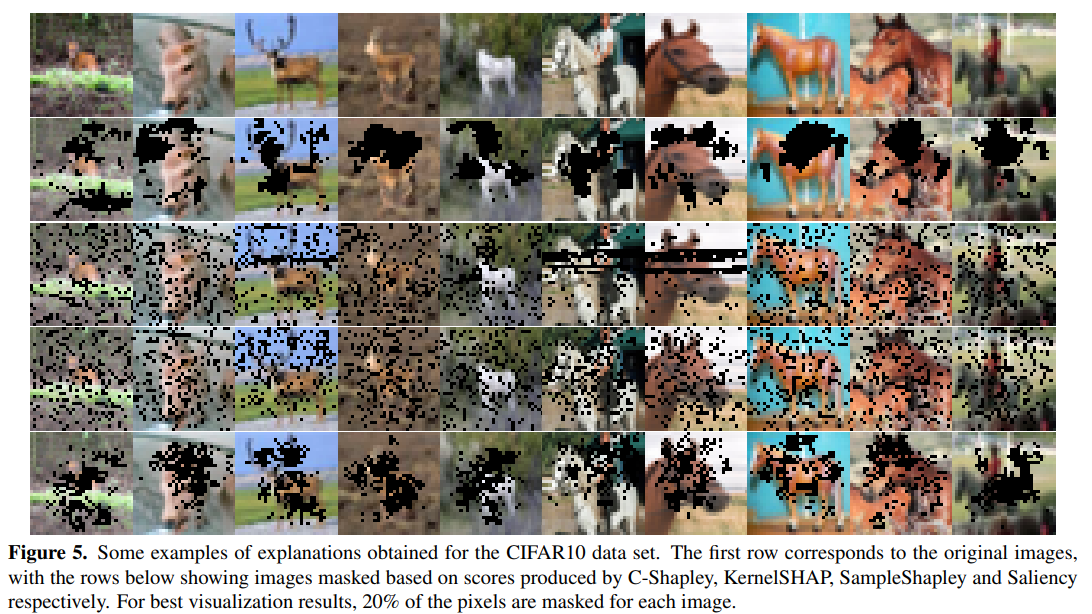 Figure 5. Some examples of explanations obtained for the CIFAR10 data set. The first row corresponds to the original images,
with the rows below showing images masked based on scores produced by C-Shapley, KernelSHAP, SampleShapley and Saliency
respectively. For best visualization results, 20% of the pixels are masked for each image.